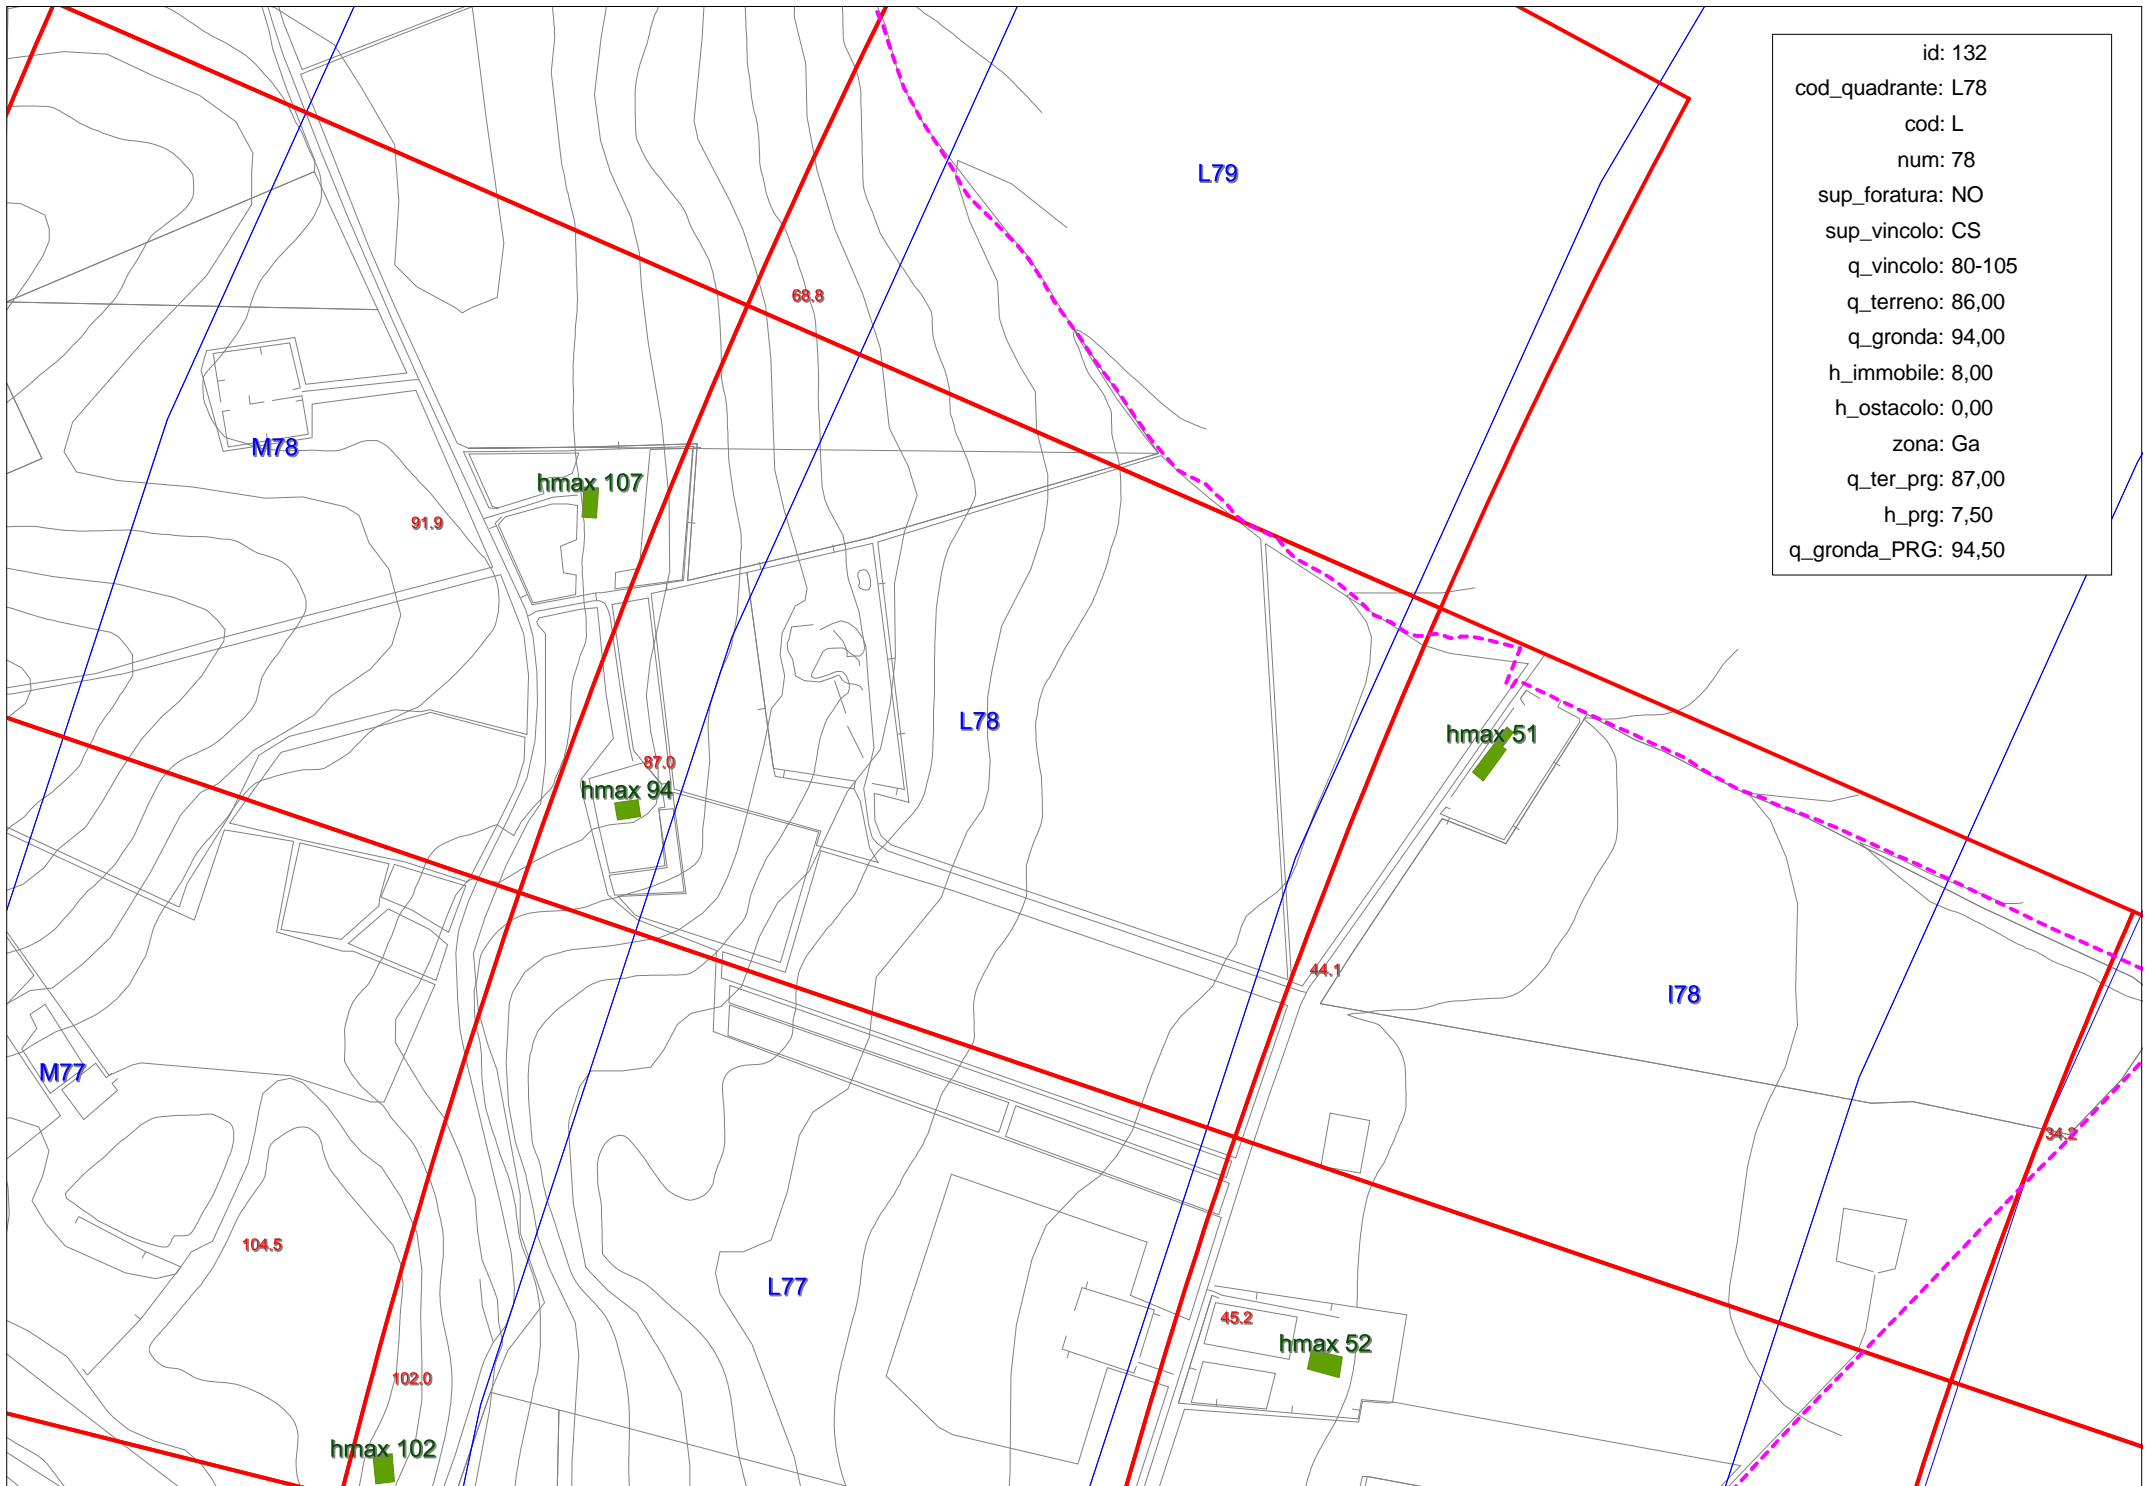 id: 132
cod_quadrante: L78
cod: L
num: 78
sup_foratura: NO
sup_vincolo: CS
q_vincolo: 80-105
q_terreno: 86,00
q_gronda: 94,00
h_immobile: 8,00
h_ostacolo: 0,00
zona: Ga
q_ter_prg: 87,00
h_prg: 7,50
q_gronda_PRG: 94,50
L79
68.8
M78
hmax 107
91.9
L78
hmax 51
87.0
hmax 94
44.1
I78
M77
34.2
104.5
L77
45.2
hmax 52
102.0
hmax 102